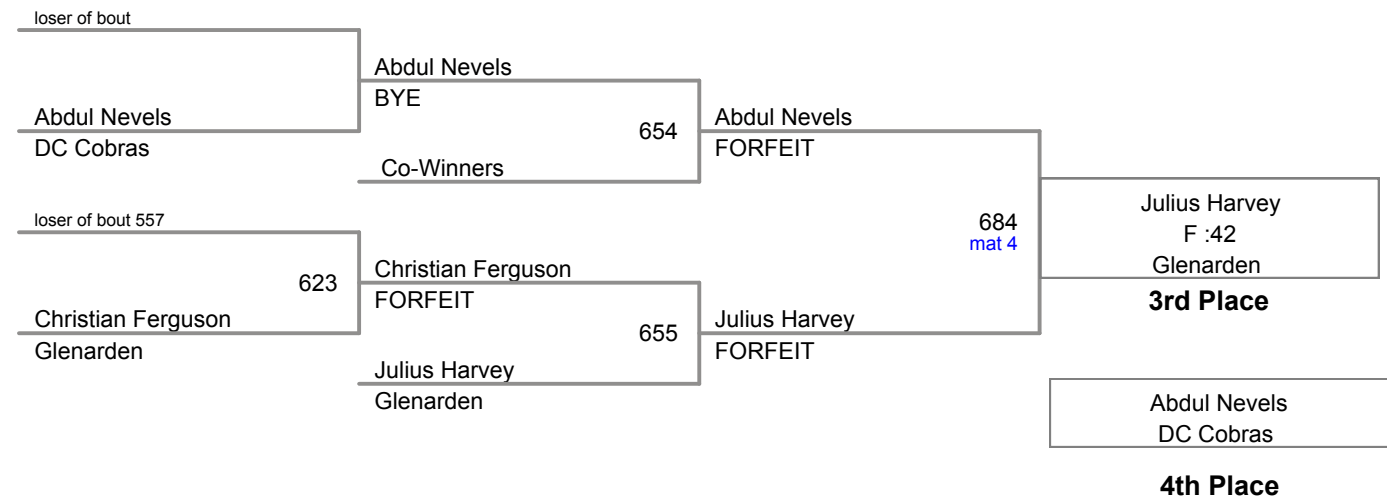 loser of bout
Abdul Nevels
BYE
Abdul Nevels
DC Cobras
654
Abdul Nevels
FORFEIT
Co-Winners
loser of bout 557
684
mat 4
Julius Harvey
F :42
Glenarden
3rd Place
623
Christian Ferguson
FORFEIT
Christian Ferguson
Glenarden
655
Julius Harvey
FORFEIT
Julius Harvey
Glenarden
Abdul Nevels
DC Cobras
4th Place